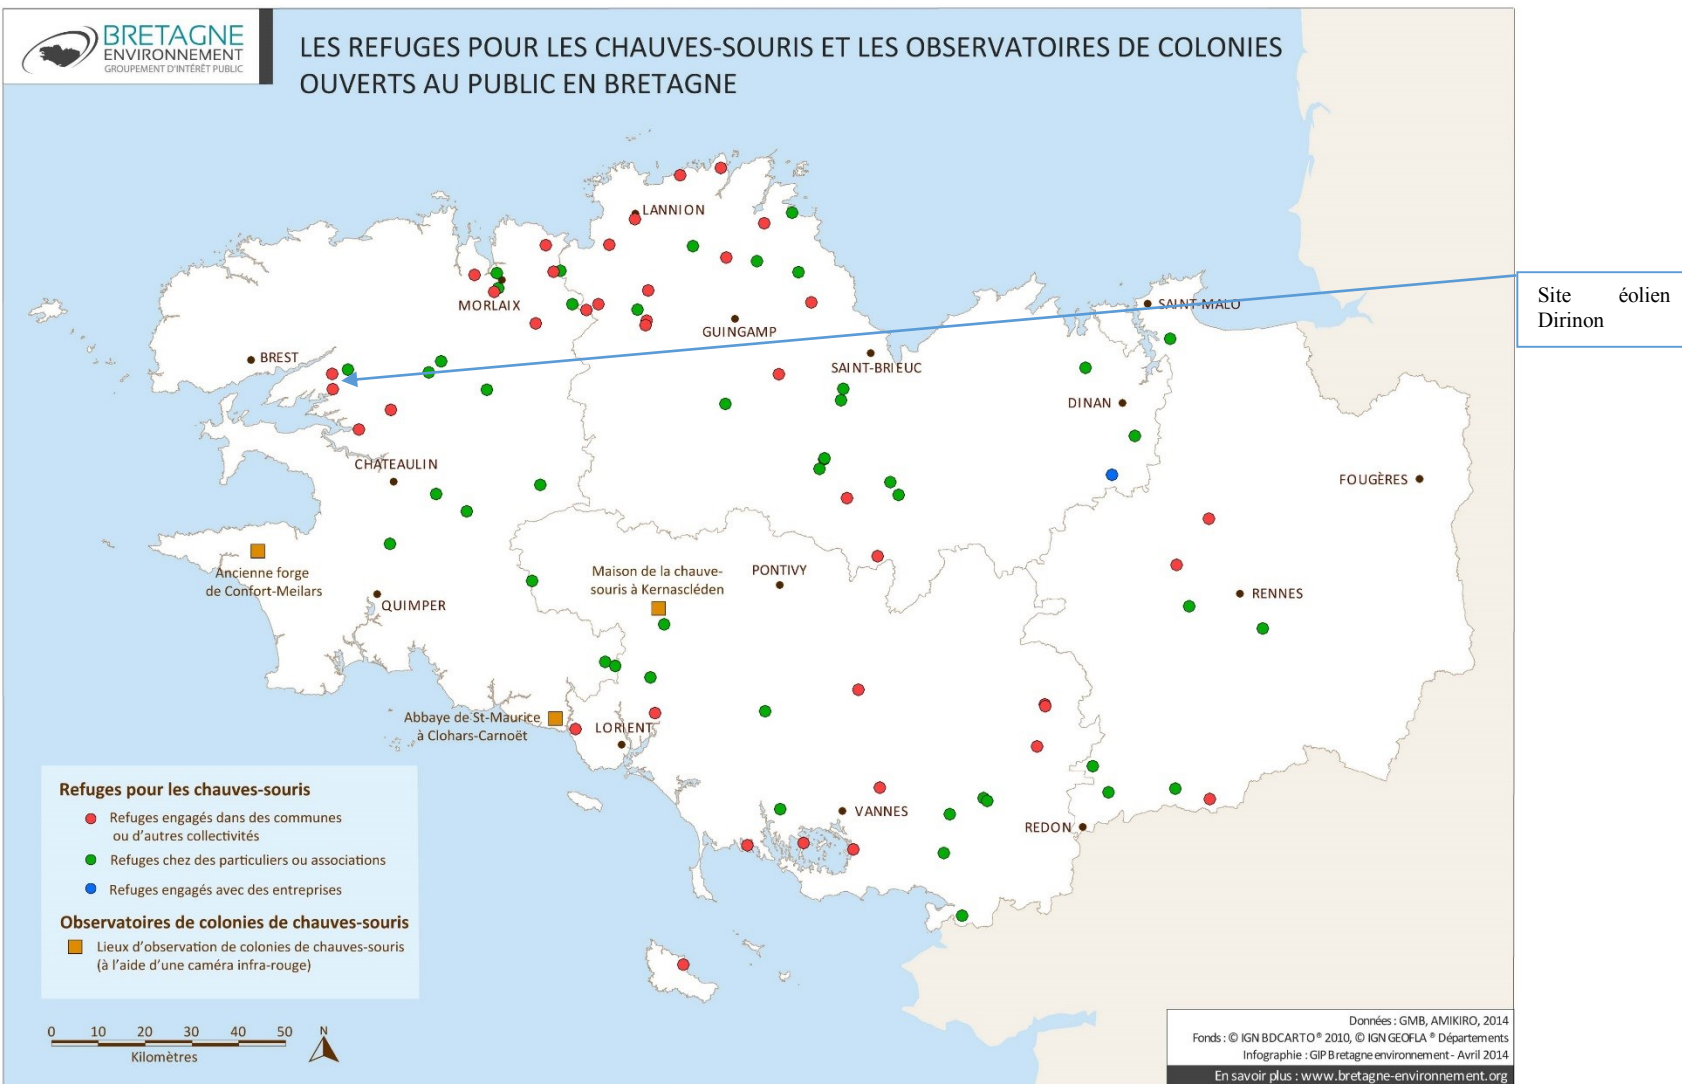 BRETAGNE
ENVIRONNEMENT
GROUPEMENT D'INTÉRÊT PUBLIC
LES REFUGES POUR LES CHAUVES-SOURIS ET LES OBSERVATOIRES DE COLONIES
OUVERTS AU PUBLIC EN BRETAGNE
LANNION
MORLAIX
GUINGAMP
SAINT-MALO
Site éolien
Dirinon
BREST
SAINT-BRIEUC
DINAN
CHATEAULIN
FOUGÈRES
Ancienne forge
de Confort-Meilars
Maison de la chauve-
souris à Kernascléden
PONTIVY
QUIMPER
RENNES
Abbaye de St-Maurice
à Clohars-Carnoët
LORIENT
VANNES
REDON
Refuges pour les chauves-souris
Refuges engagés dans des communes
ou d'autres collectivités
Refuges chez des particuliers ou associations
Refuges engagés avec des entreprises
Observatoires de colonies de chauves-souris
Lieux d'observation de colonies de chauves-souris
(à l'aide d'une caméra infra-rouge)
0 10 20 30 40 50
Kilomètres
N
Données : GMB, AMIKIRO, 2014
Fonds : © IGN BDCARTO ® 2010, © IGN GEOFLA ® Départements
Infographie : GIP Bretagne environnement - Avril 2014
En savoir plus : www.bretagne-environnement.org